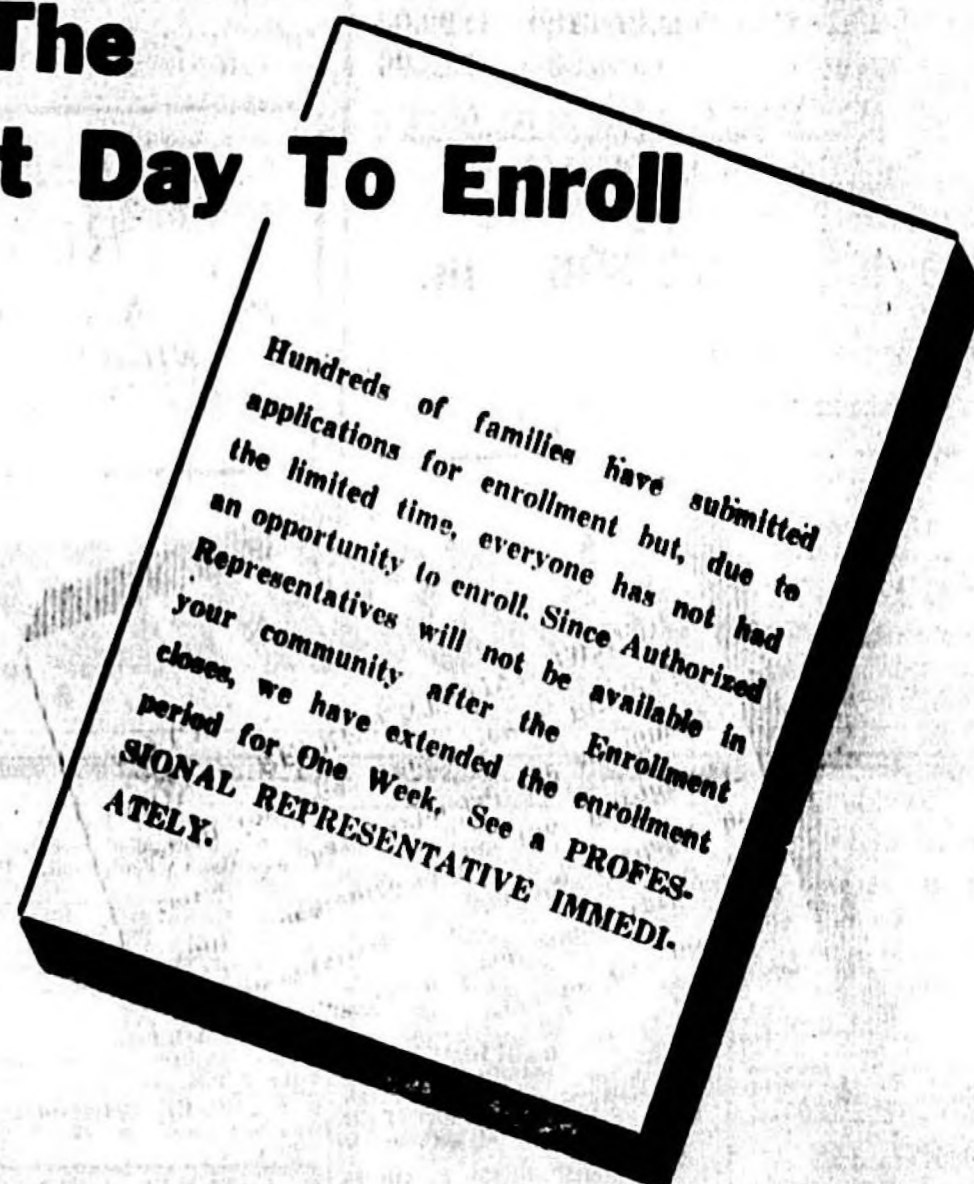 The
t Day To Enroll
Hundreds of families have submitted
applications for enrollment but, due to
the limited time, everyone has not had
an opportunity to enroll. Since Authorized
Representatives will not be available in
your community after the Enrollment
closes, we have extended the enrollment
period for One Week. See a PROFES-
SIONAL REPRESENTATIVE IMMEDI-
ATELY.